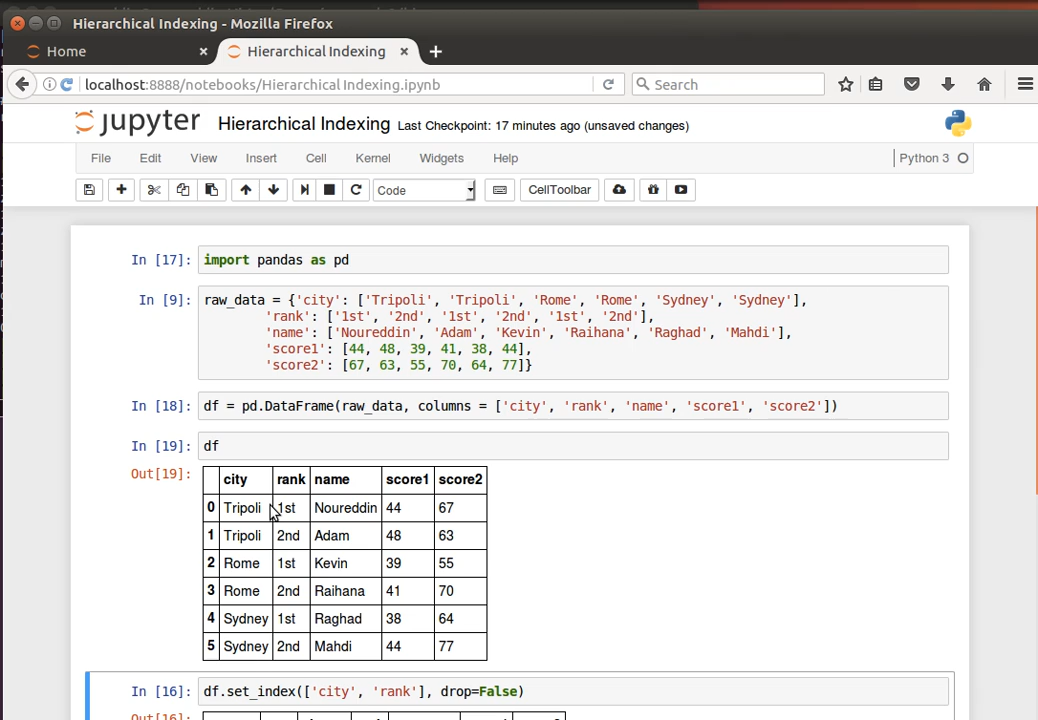 Hierarchical Indexing - Mozilla Firefox
Home × Hierarchical Indexing × +
localhost:8888/notebooks/Hierarchical Indexing.ipynb Search
jupyter Hierarchical Indexing Last Checkpoint: 17 minutes ago (unsaved changes)
File Edit View Insert Cell Kernel Widgets Help Python 3
Code CellToolbar
In [17]: import pandas as pd
In [9]: raw_data = {'city': ['Tripoli', 'Tripoli', 'Rome', 'Rome', 'Sydney', 'Sydney'],
'rank': ['1st', '2nd', '1st', '2nd', '1st', '2nd'],
'name': ['Noureddin', 'Adam', 'Kevin', 'Raihana', 'Raghad', 'Mahdi'],
'score1': [44, 48, 39, 41, 38, 44],
'score2': [67, 63, 55, 70, 64, 77]}
In [18]: df = pd.DataFrame(raw_data, columns = ['city', 'rank', 'name', 'score1', 'score2'])
In [19]: df
Out[19]:
city rank name score1 score2
0 Tripoli 1st Noureddin 44 67
1 Tripoli 2nd Adam 48 63
2 Rome 1st Kevin 39 55
3 Rome 2nd Raihana 41 70
4 Sydney 1st Raghad 38 64
5 Sydney 2nd Mahdi 44 77
In [16]: df.set_index(['city', 'rank'], drop=False)
Out[16]: